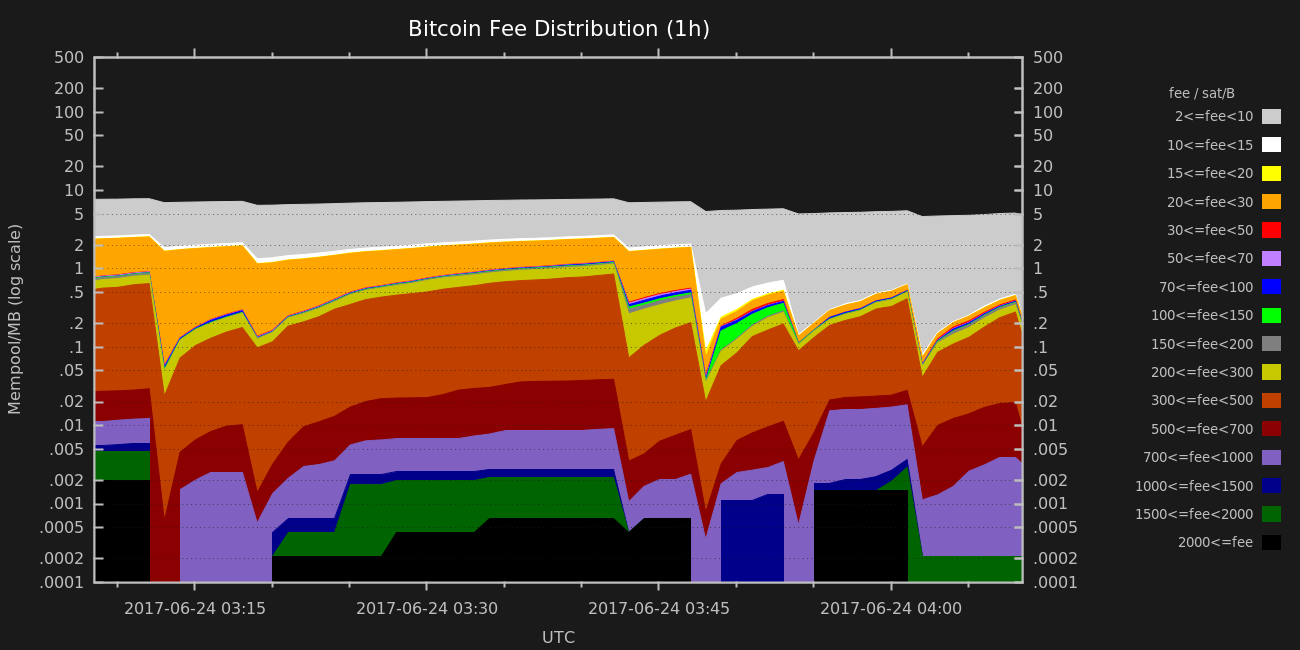 Bitcoin Fee Distribution (1h)
500 500
200 200
100 100
50 50
20 20
10 10
5 5
2 2
1 1
.5 .5
.2 .2
.1 .1
.05 .05
.02 .02
.01 .01
.005 .005
.002 .002
.001 .001
.0005 .0005
.0002 .0002
.0001 .0001
Mempool/MB (log scale)
2017-06-24 03:15 2017-06-24 03:30 2017-06-24 03:45 2017-06-24 04:00
UTC
fee / sat/B
2<=fee<10
10<=fee<15
15<=fee<20
20<=fee<30
30<=fee<50
50<=fee<70
70<=fee<100
100<=fee<150
150<=fee<200
200<=fee<300
300<=fee<500
500<=fee<700
700<=fee<1000
1000<=fee<1500
1500<=fee<2000
2000<=fee